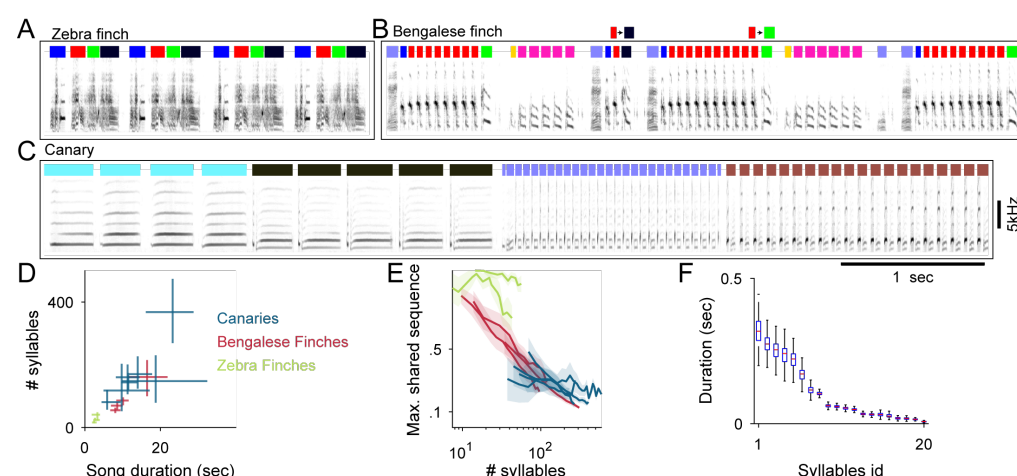 A
Zebra finch
B
Bengalese finch
C
Canary
5kHz
1 sec
D
# syllables
400
0
0
20
Song duration (sec)
Canaries
Bengalese Finches
Zebra Finches
E
Max. shared sequence
.5
.1
10¹
10²
# syllables
F
Duration (sec)
0.5
0
1
20
Syllables id